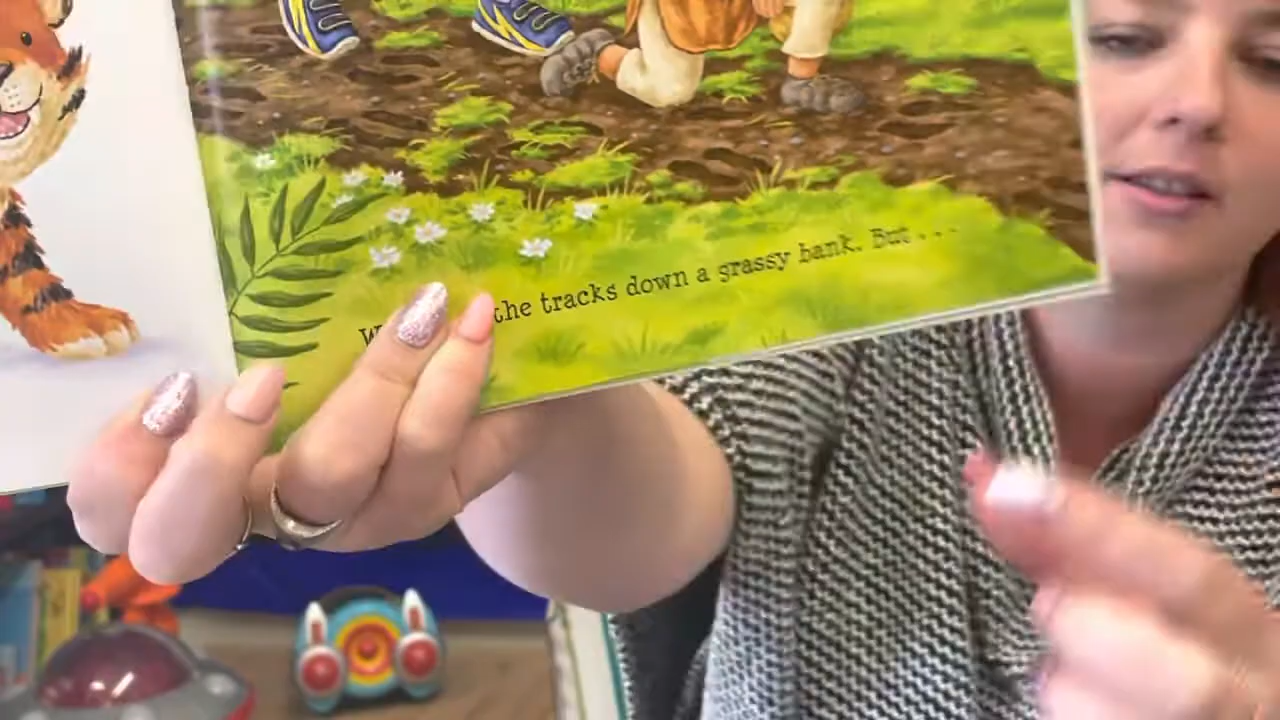 the tracks down a grassy bank. But . . .